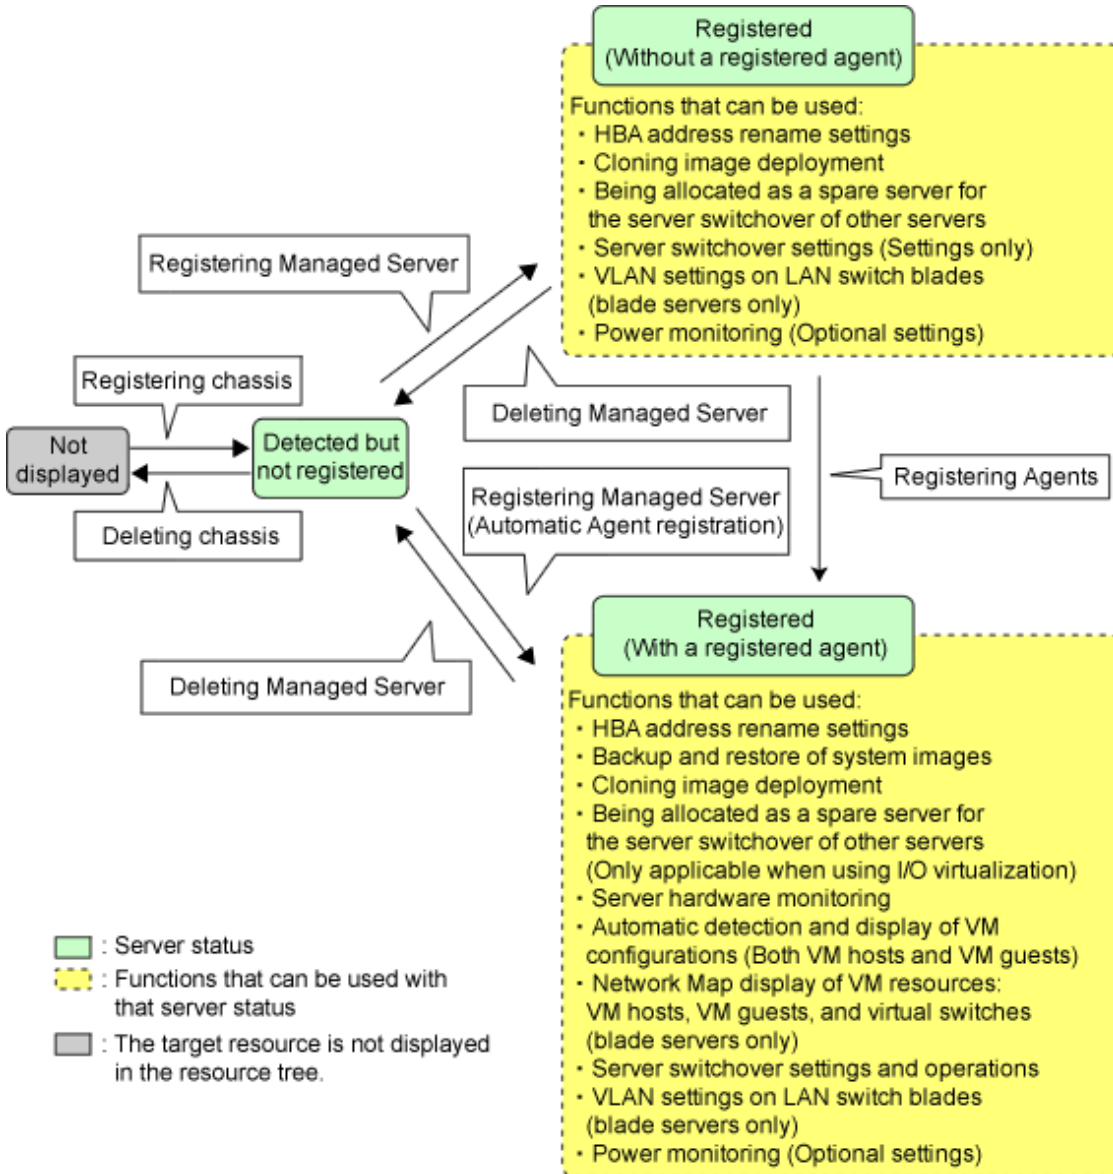 Registered
(Without a registered agent)
Functions that can be used:
・HBA address rename settings
・Cloning image deployment
・Being allocated as a spare server for
the server switchover of other servers
・Server switchover settings (Settings only)
・VLAN settings on LAN switch blades
(blade servers only)
・Power monitoring (Optional settings)
Registering Managed Server
Registering chassis
Deleting Managed Server
Not
displayed
Detected but
not registered
Registering Agents
Registering Managed Server
(Automatic Agent registration)
Deleting chassis
Registered
(With a registered agent)
Deleting Managed Server
Functions that can be used:
・HBA address rename settings
・Backup and restore of system images
・Cloning image deployment
・Being allocated as a spare server for
the server switchover of other servers
(Only applicable when using I/O virtualization)
・Server hardware monitoring
・Automatic detection and display of VM
configurations (Both VM hosts and VM guests)
・Network Map display of VM resources:
VM hosts, VM guests, and virtual switches
(blade servers only)
・Server switchover settings and operations
・VLAN settings on LAN switch blades
(blade servers only)
・Power monitoring (Optional settings)
: Server status
: Functions that can be used with
that server status
: The target resource is not displayed
in the resource tree.